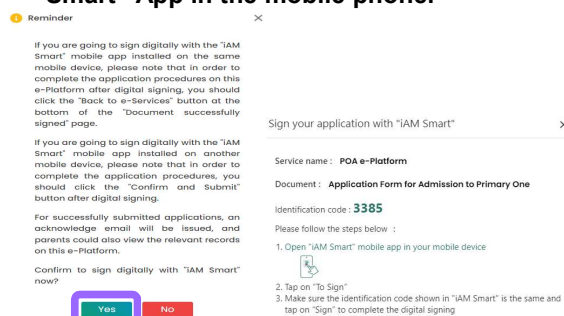 Smart" App in the mobile phone.
Reminder
If you are going to sign digitally with the "iAM
Smart" mobile app installed on the same
mobile device, please note that in order to
complete the application procedures on this
e-Platform after digital signing, you should
click the "Back to e-Services" button at the
bottom of the "Document successfully
signed" page.
If you are going to sign digitally with the "iAM
Smart" mobile app installed on another
mobile device, please note that in order to
complete the application procedures, you
should click the "Confirm and Submit"
button after digital signing.
For successfully submitted applications, an
acknowledge email will be issued, and
parents could also view the relevant records
on this e-Platform.
Confirm to sign digitally with "iAM Smart"
now?
Yes
No
Sign your application with "iAM Smart"
Service name : POA e-Platform
Document : Application Form for Admission to Primary One
Identification code : 3385
Please follow the steps below :
1. Open "iAM Smart" mobile app in your mobile device
2. Tap on "To Sign"
3. Make sure the identification code shown in "iAM Smart" is the same and
tap on "Sign" to complete the digital signing